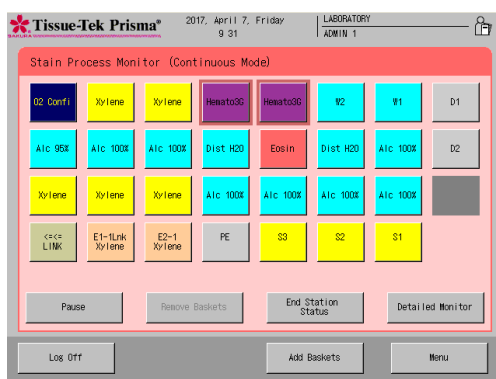 SAKURA Tissue-Tek Prisma®
2017, April 7, Friday
9 31
LABORATORY
ADMIN 1
Stain Process Monitor (Continuous Mode)
02 Confi Xylene Xylene Hemato3G Hemato3G W2 W1 D1
Alc 95% Alc 100% Alc 100% Dist H2O Eosin Dist H2O Alc 100% D2
Xylene Xylene Xylene Alc 100% Alc 100% Alc 100% Alc 100%
<=<= LINK E1-1Lnk Xylene E2-1 Xylene PE S3 S2 S1
Pause Remove Baskets End Station Status Detailed Monitor
Log Off Add Baskets Menu